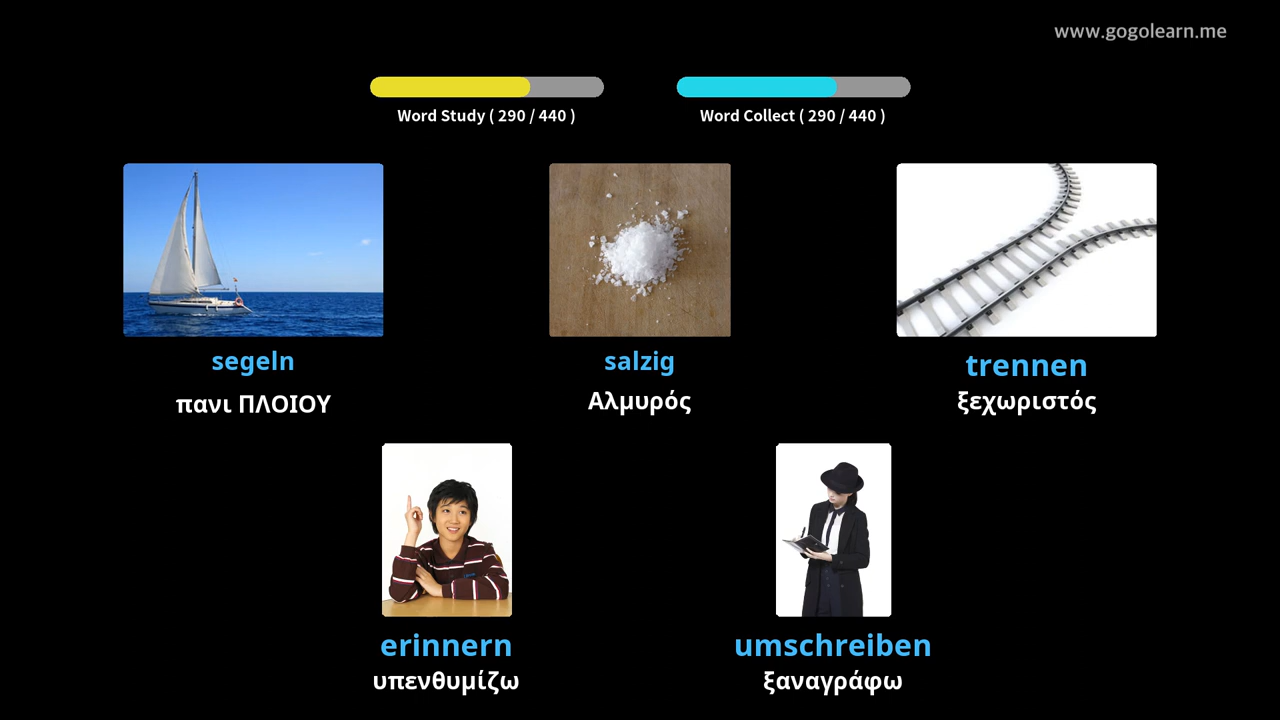 www.gogolearn.me
Word Study ( 290 / 440 )
Word Collect ( 290 / 440 )
segeln
πανι ΠΛΟΙΟΥ
salzig
Αλμυρός
trennen
ξεχωριστός
erinnern
υπενθυμίζω
umschreiben
ξαναγράφω